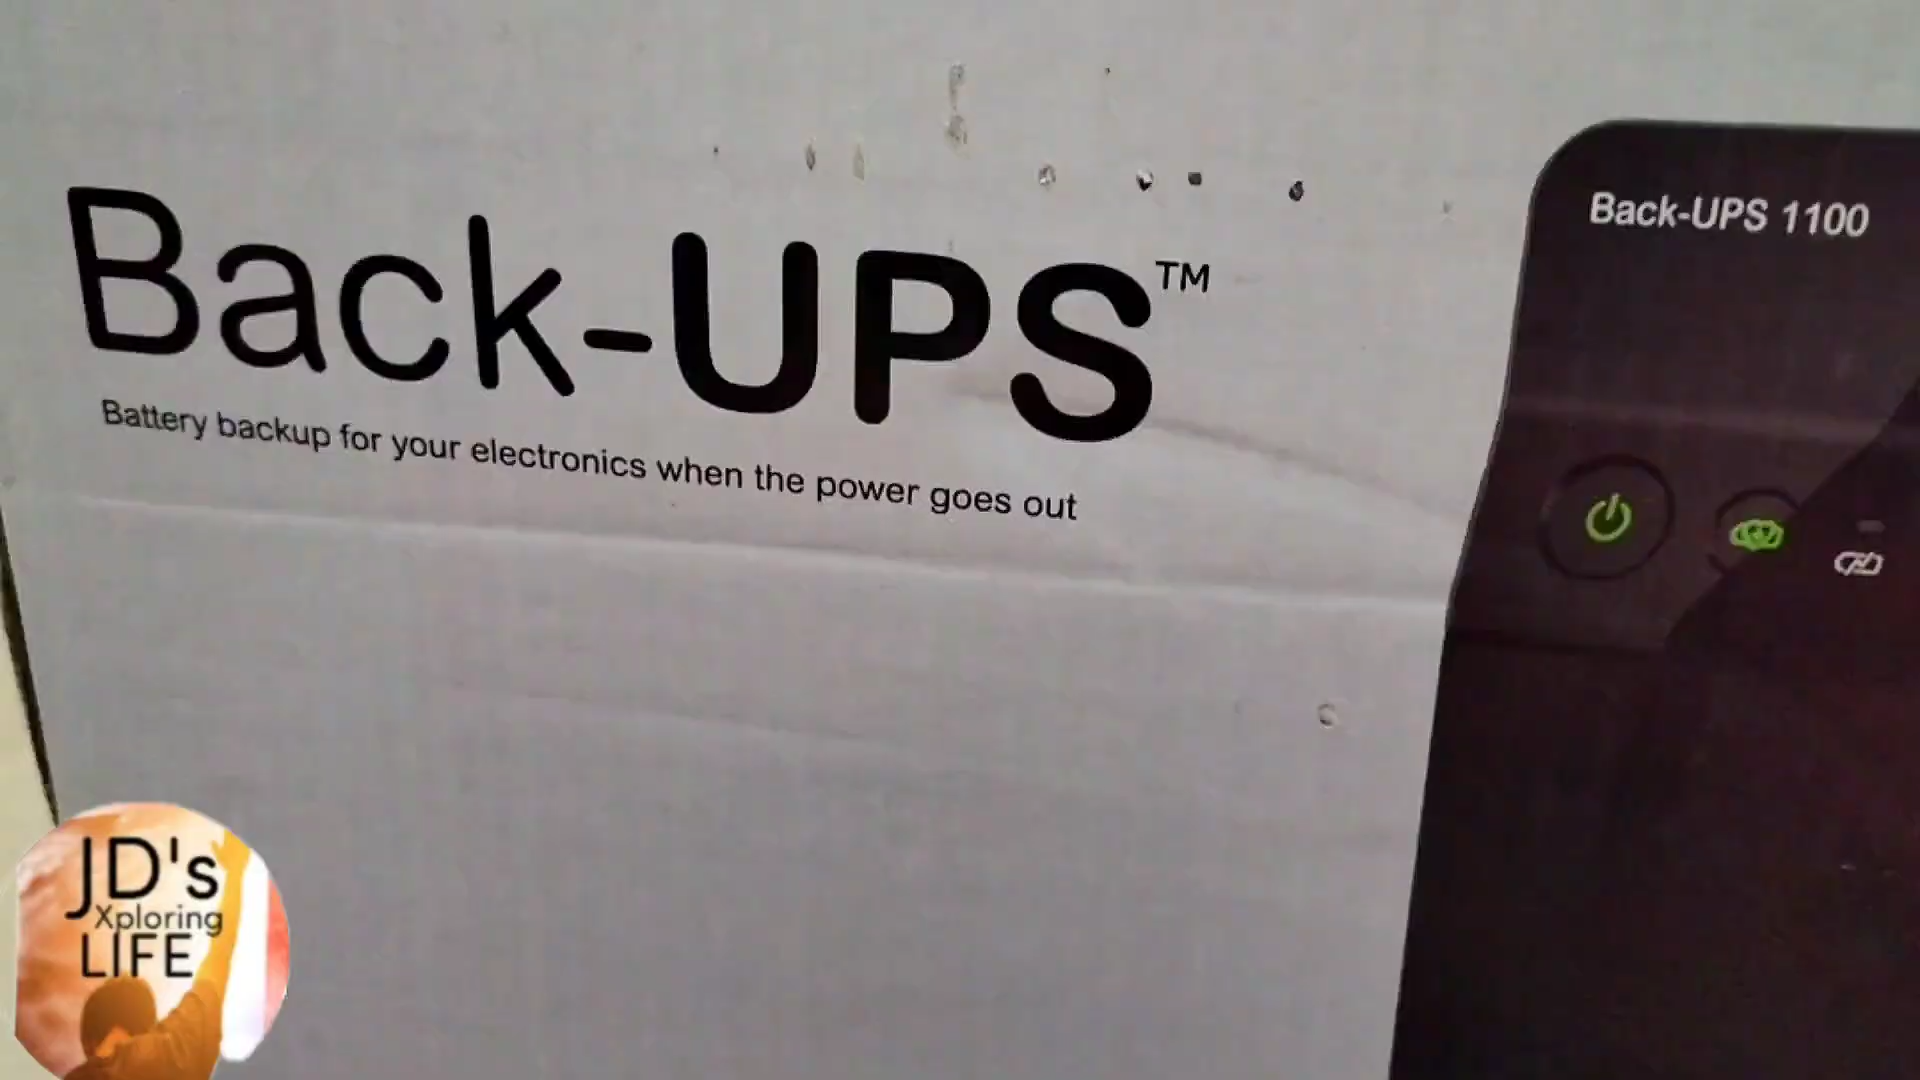 Back-UPS™
Battery backup for your electronics when the power goes out
Back-UPS 1100
JD's
Xploring
LIFE